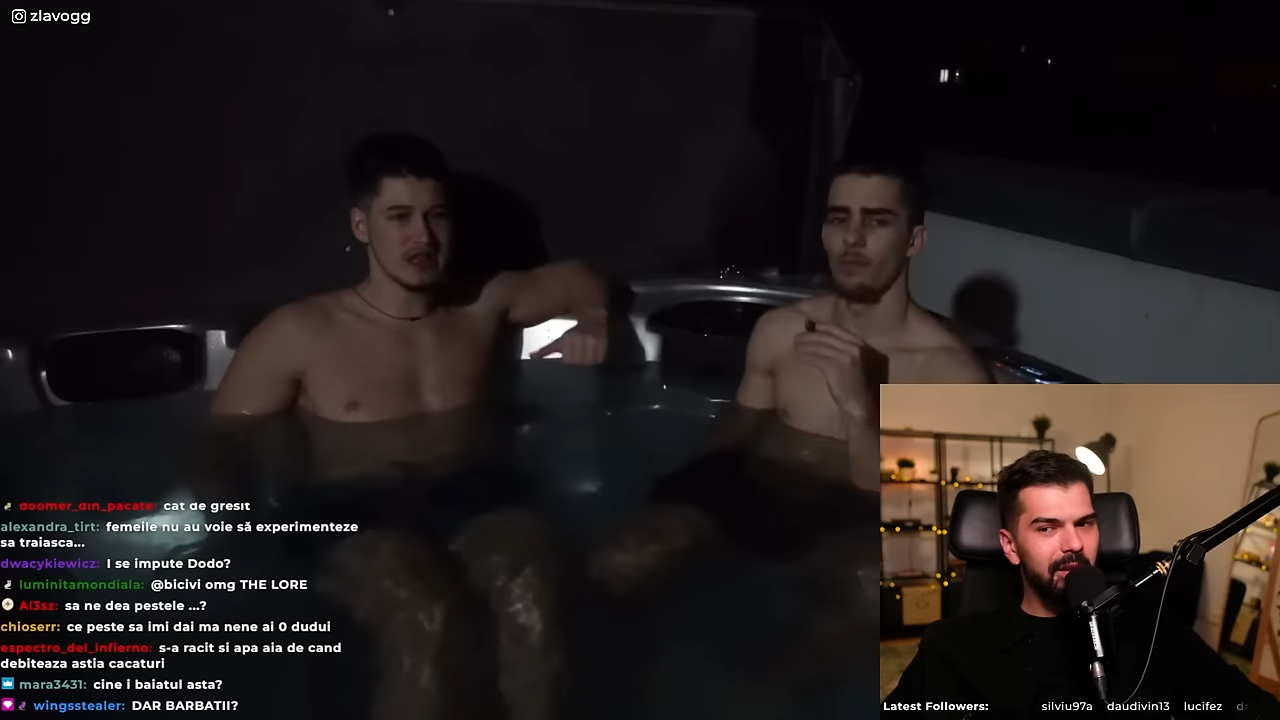 zlavogg
doomer_din_pacate: cat de gresit
alexandra_tirt: femeile nu au voie să experimenteze
sa traiasca...
dwacykiewicz: I se impute Dodo?
luminitamondiala: @bicivi omg THE LORE
Al3sz: sa ne dea pestele ...?
chioserr: ce peste sa imi dai ma nene ai 0 dudui
espectro_del_infierno: s-a racit si apa aia de cand
debiteaza astia cacaturi
mara3431: cine i baiatul asta?
wingsstealer: DAR BARBATII?
Latest Followers: silviu97a daudivin13 lucifez